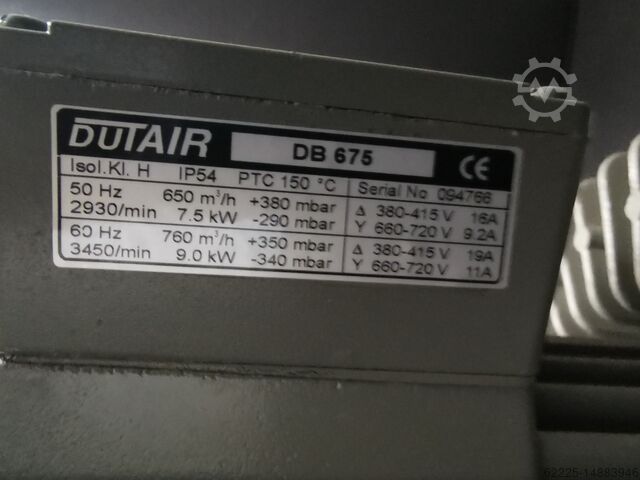 DUTAIR DB 675 CE
Isol.Kl. H IP54 PTC 150 °C Serial No 094766
50 Hz 650 m³/h +380 mbar Δ 380-415 V 16A
2930/min 7.5 kW -290 mbar Y 660-720 V 9.2A
60 Hz 760 m³/h +350 mbar Δ 380-415 V 19A
3450/min 9.0 kW -340 mbar Y 660-720 V 11A
62225-14883946